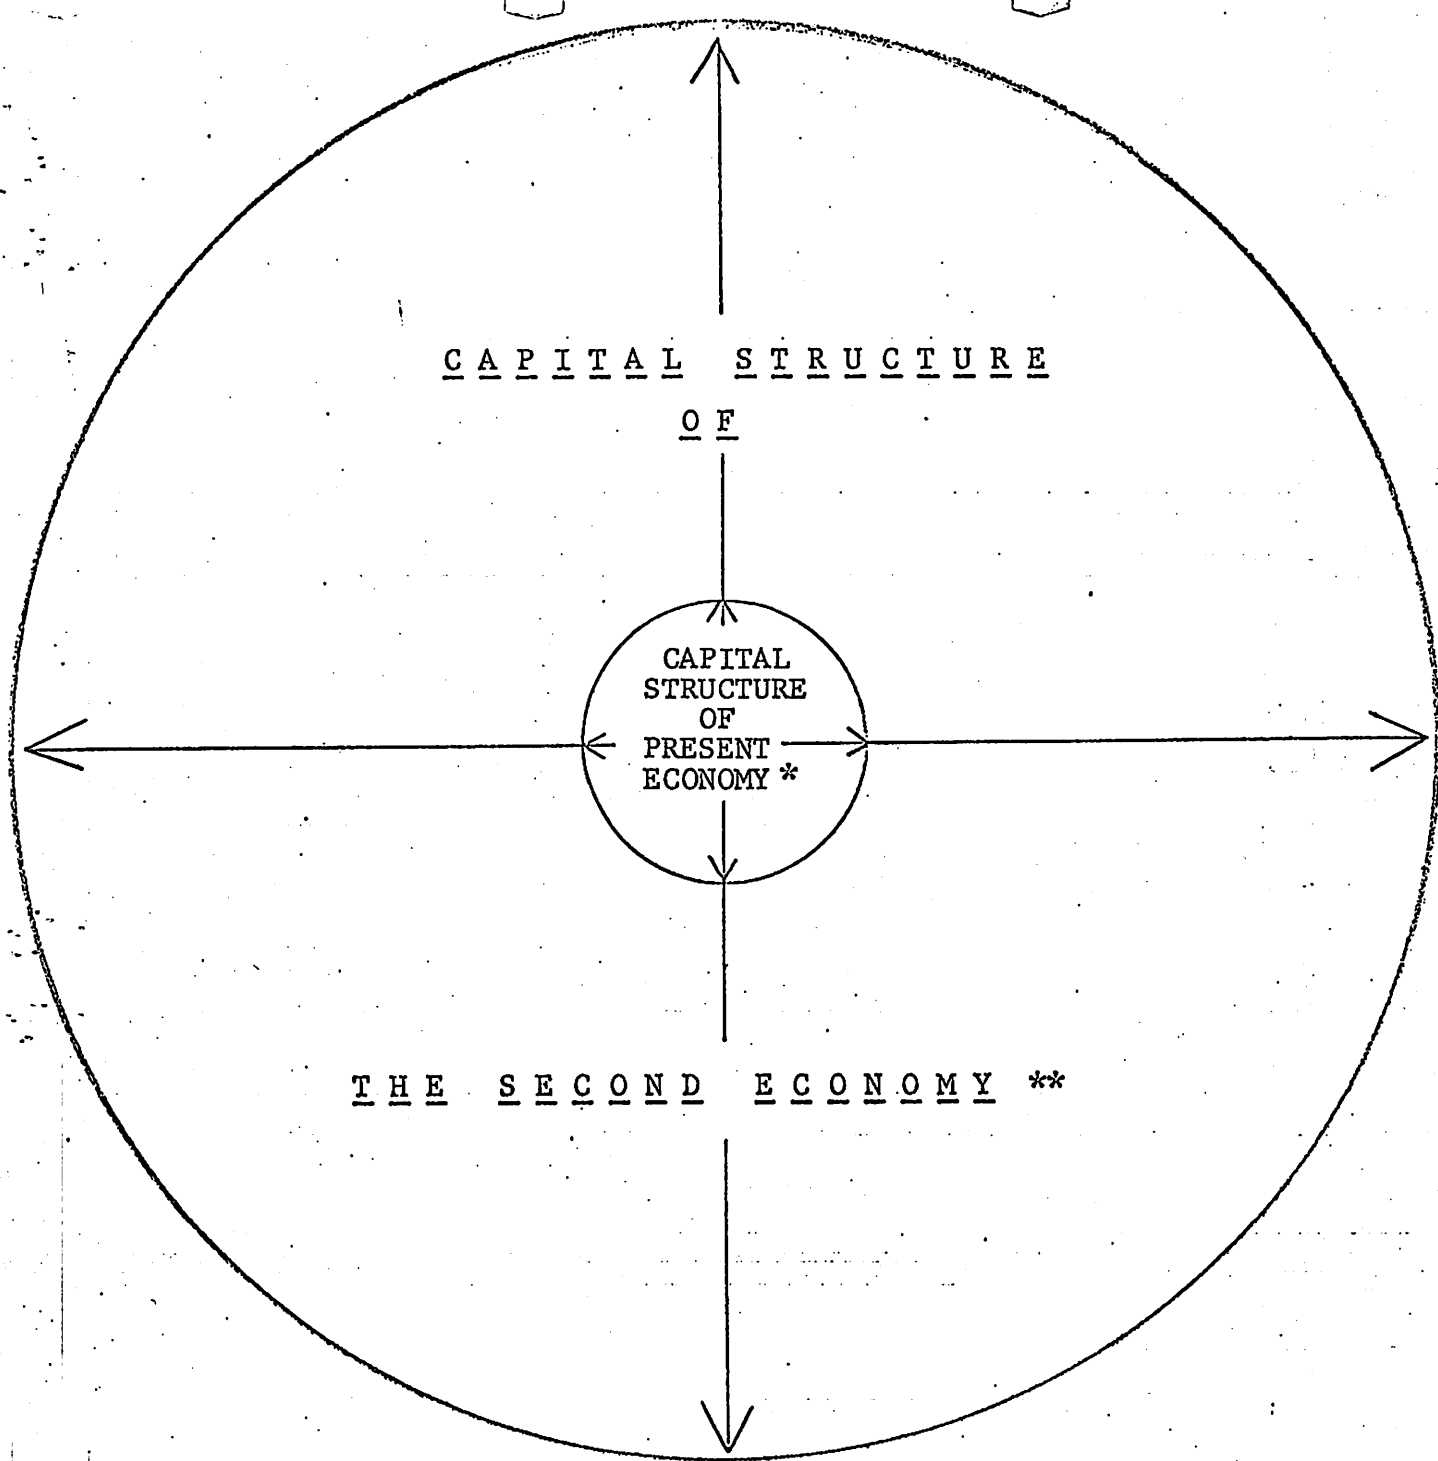 CAPITAL STRUCTURE
OF
CAPITAL
STRUCTURE
OF
PRESENT
ECONOMY*
THE SECOND ECONOMY **